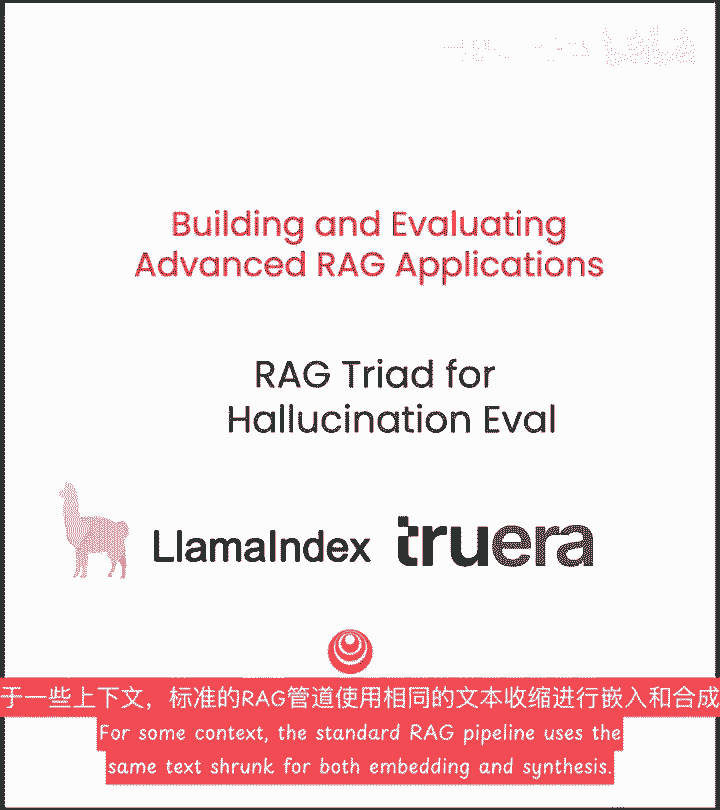 Building and Evaluating
Advanced RAG Applications
RAG Triad for
Hallucination Eval
LlamaIndex truera
于一些上下文，标准的RAG管道使用相同的文本收缩进行嵌入和合成
For some context, the standard RAG pipeline uses the
same text shrunk for both embedding and synthesis.